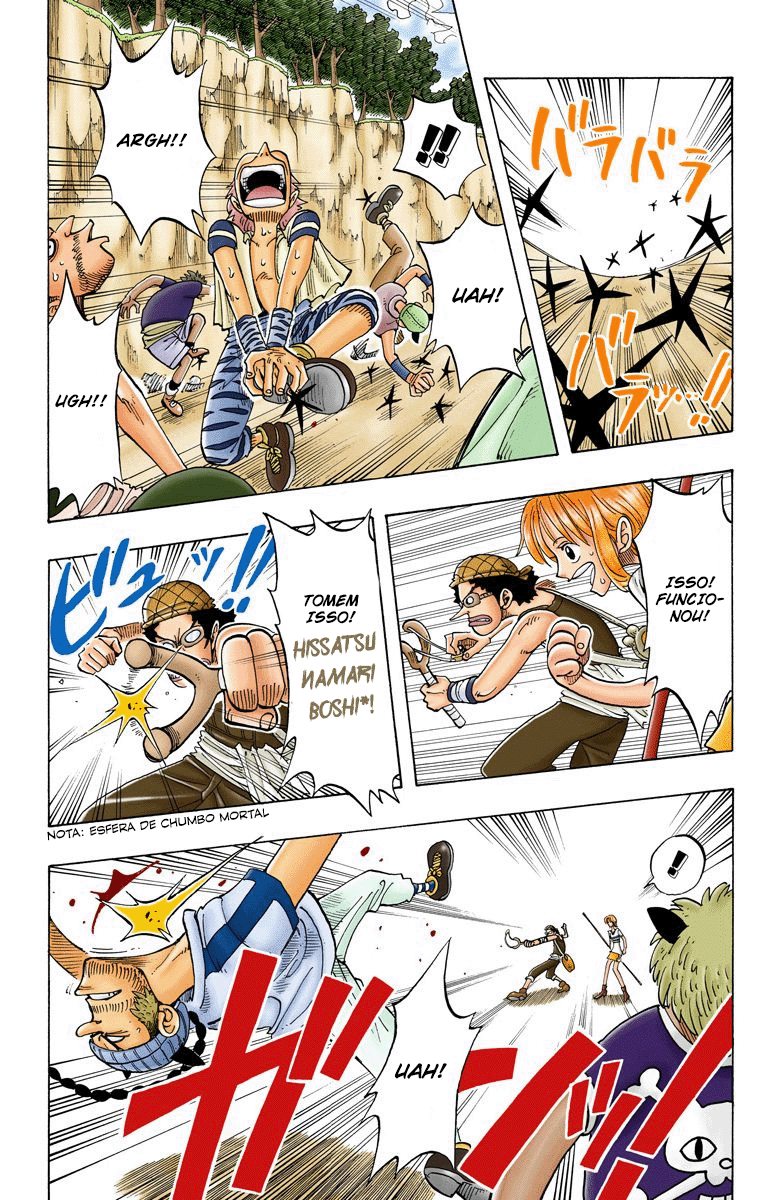 バラバラ
バラッ…!!
!!
ARGH!!
UAH!
UGH!!
ISSO!
FUNCIO-
NOU!
TOMEM
ISSO!
HISSATSU
NAMARI
BOSHI*!
ビュッ!!
NOTA: ESFERA DE CHUMBO MORTAL
!
UAH!
ガンッ!!